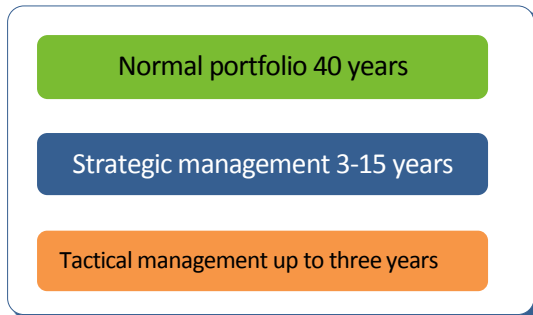 Normal portfolio 40 years
Strategic management 3-15 years
Tactical management up to three years